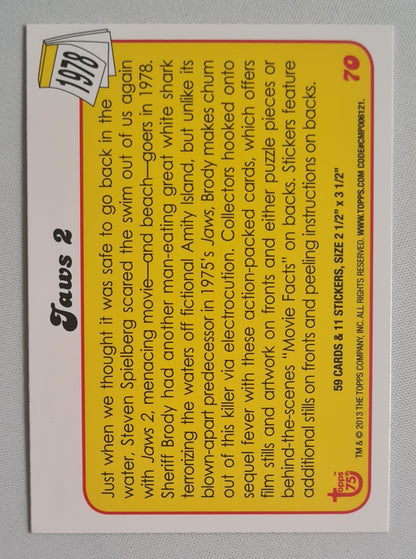 1978
Jaws 2
Just when we thought it was safe to go back in the
water, Steven Spielberg scared the swim out of us again
with Jaws 2, menacing movie—and beach—goers in 1978.
Sheriff Brody had another man-eating great white shark
terrorizing the waters off fictional Amity Island, but unlike its
blown-apart predecessor in 1975's Jaws, Brody makes chum
out of this killer via electrocution. Collectors hooked onto
sequel fever with these action-packed cards, which offers
film stills and artwork on fronts and either puzzle pieces or
behind-the-scenes "Movie Facts" on backs. Stickers feature
additional stills on fronts and peeling instructions on backs.
59 CARDS & 11 STICKERS, SIZE 2 1/2" x 3 1/2"
TM & © 2013 THE TOPPS COMPANY, INC. ALL RIGHTS RESERVED. WWW.TOPPS.COM CODE#CMP006121.
topps
75th
70